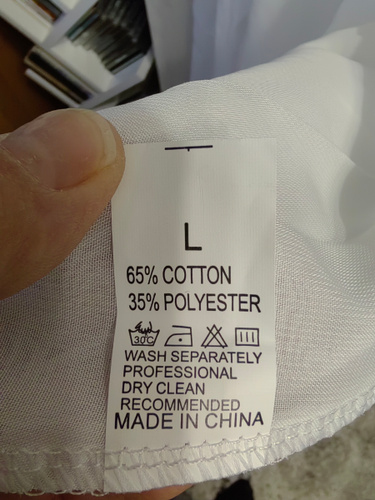 L
65% COTTON
35% POLYESTER
30°C
WASH SEPARATELY
PROFESSIONAL
DRY CLEAN
RECOMMENDED
MADE IN CHINA